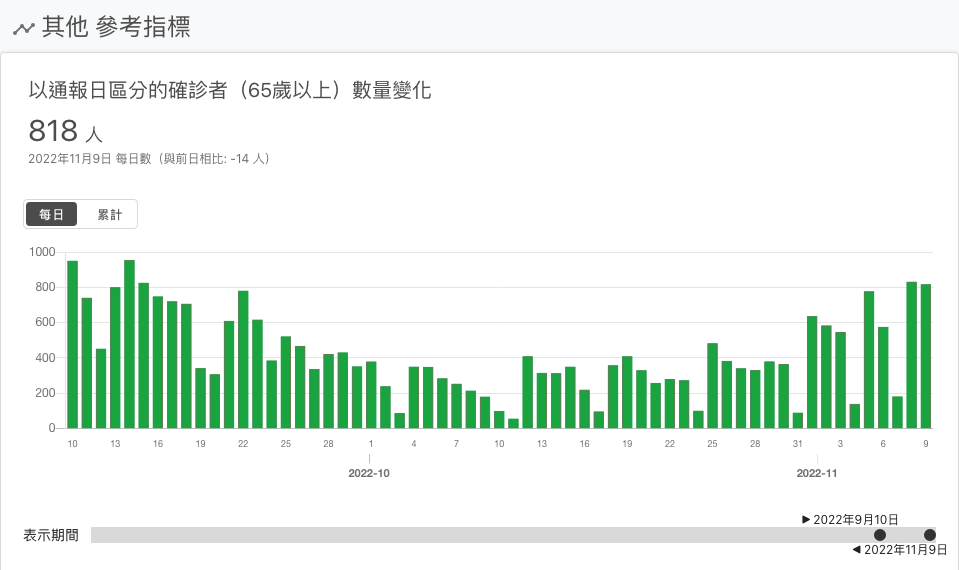 其他 參考指標
以通報日區分的確診者（65歲以上）數量變化
818 人
2022年11月9日 每日數（與前日相比: -14 人）
每日 累計
1000
800
600
400
200
0
10 13 16 19 22 25 28 1 4 7 10 13 16 19 22 25 28 31 3 6 9
2022-10 2022-11
▶ 2022年9月10日
表示期間
◀ 2022年11月9日